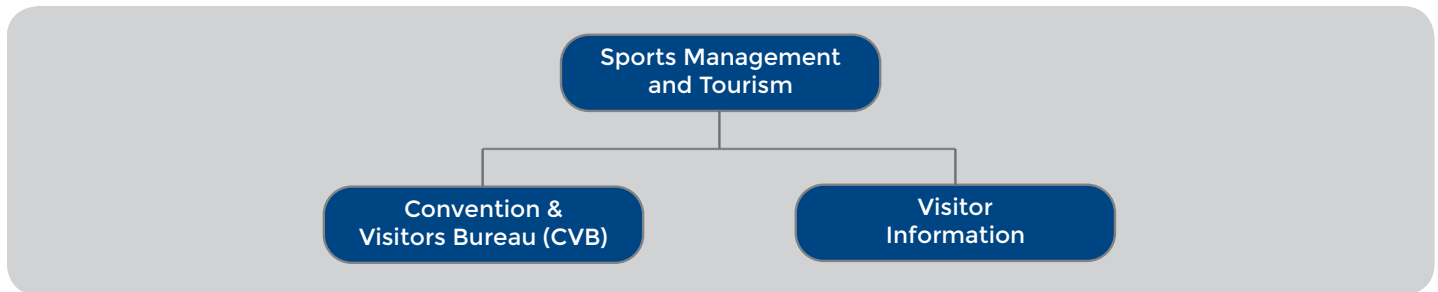 Sports Management
and Tourism
Convention &
Visitors Bureau (CVB)
Visitor
Information